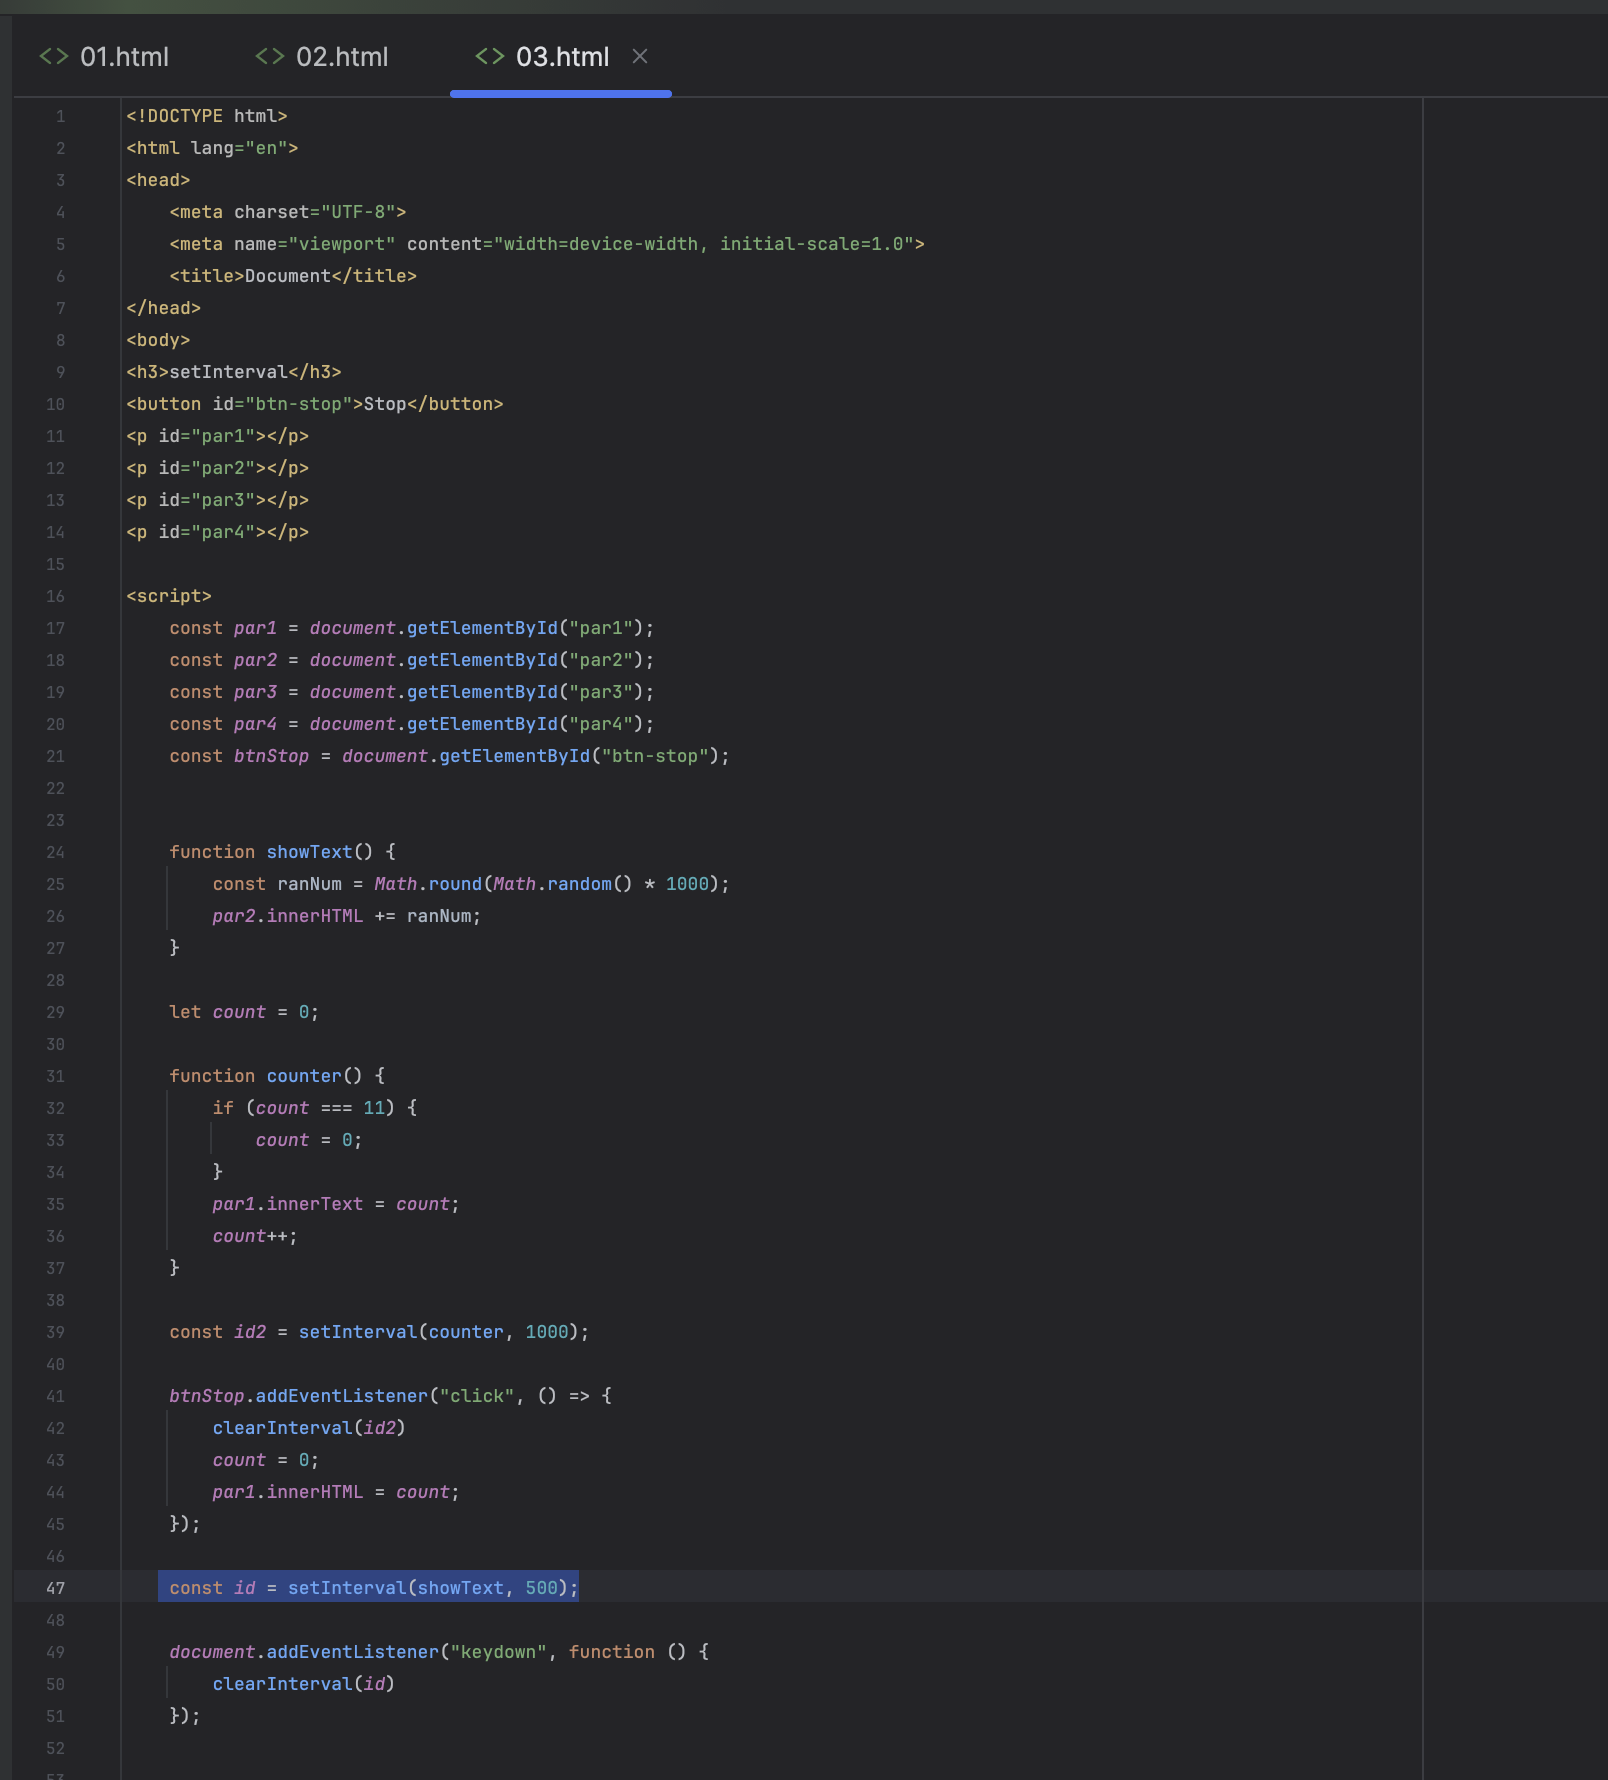 <> 01.html <> 02.html <> 03.html ×
1 <!DOCTYPE html>
2 <html lang="en">
3 <head>
4     <meta charset="UTF-8">
5     <meta name="viewport" content="width=device-width, initial-scale=1.0">
6     <title>Document</title>
7 </head>
8 <body>
9 <h3>setInterval</h3>
10 <button id="btn-stop">Stop</button>
11 <p id="par1"></p>
12 <p id="par2"></p>
13 <p id="par3"></p>
14 <p id="par4"></p>
15
16 <script>
17     const par1 = document.getElementById("par1");
18     const par2 = document.getElementById("par2");
19     const par3 = document.getElementById("par3");
20     const par4 = document.getElementById("par4");
21     const btnStop = document.getElementById("btn-stop");
22
23
24     function showText() {
25         const ranNum = Math.round(Math.random() * 1000);
26         par2.innerHTML += ranNum;
27     }
28
29     let count = 0;
30
31     function counter() {
32         if (count === 11) {
33             count = 0;
34         }
35         par1.innerText = count;
36         count++;
37     }
38
39     const id2 = setInterval(counter, 1000);
40
41     btnStop.addEventListener("click", () => {
42         clearInterval(id2)
43         count = 0;
44         par1.innerHTML = count;
45     });
46
47     const id = setInterval(showText, 500);
48
49     document.addEventListener("keydown", function () {
50         clearInterval(id)
51     });
52
53